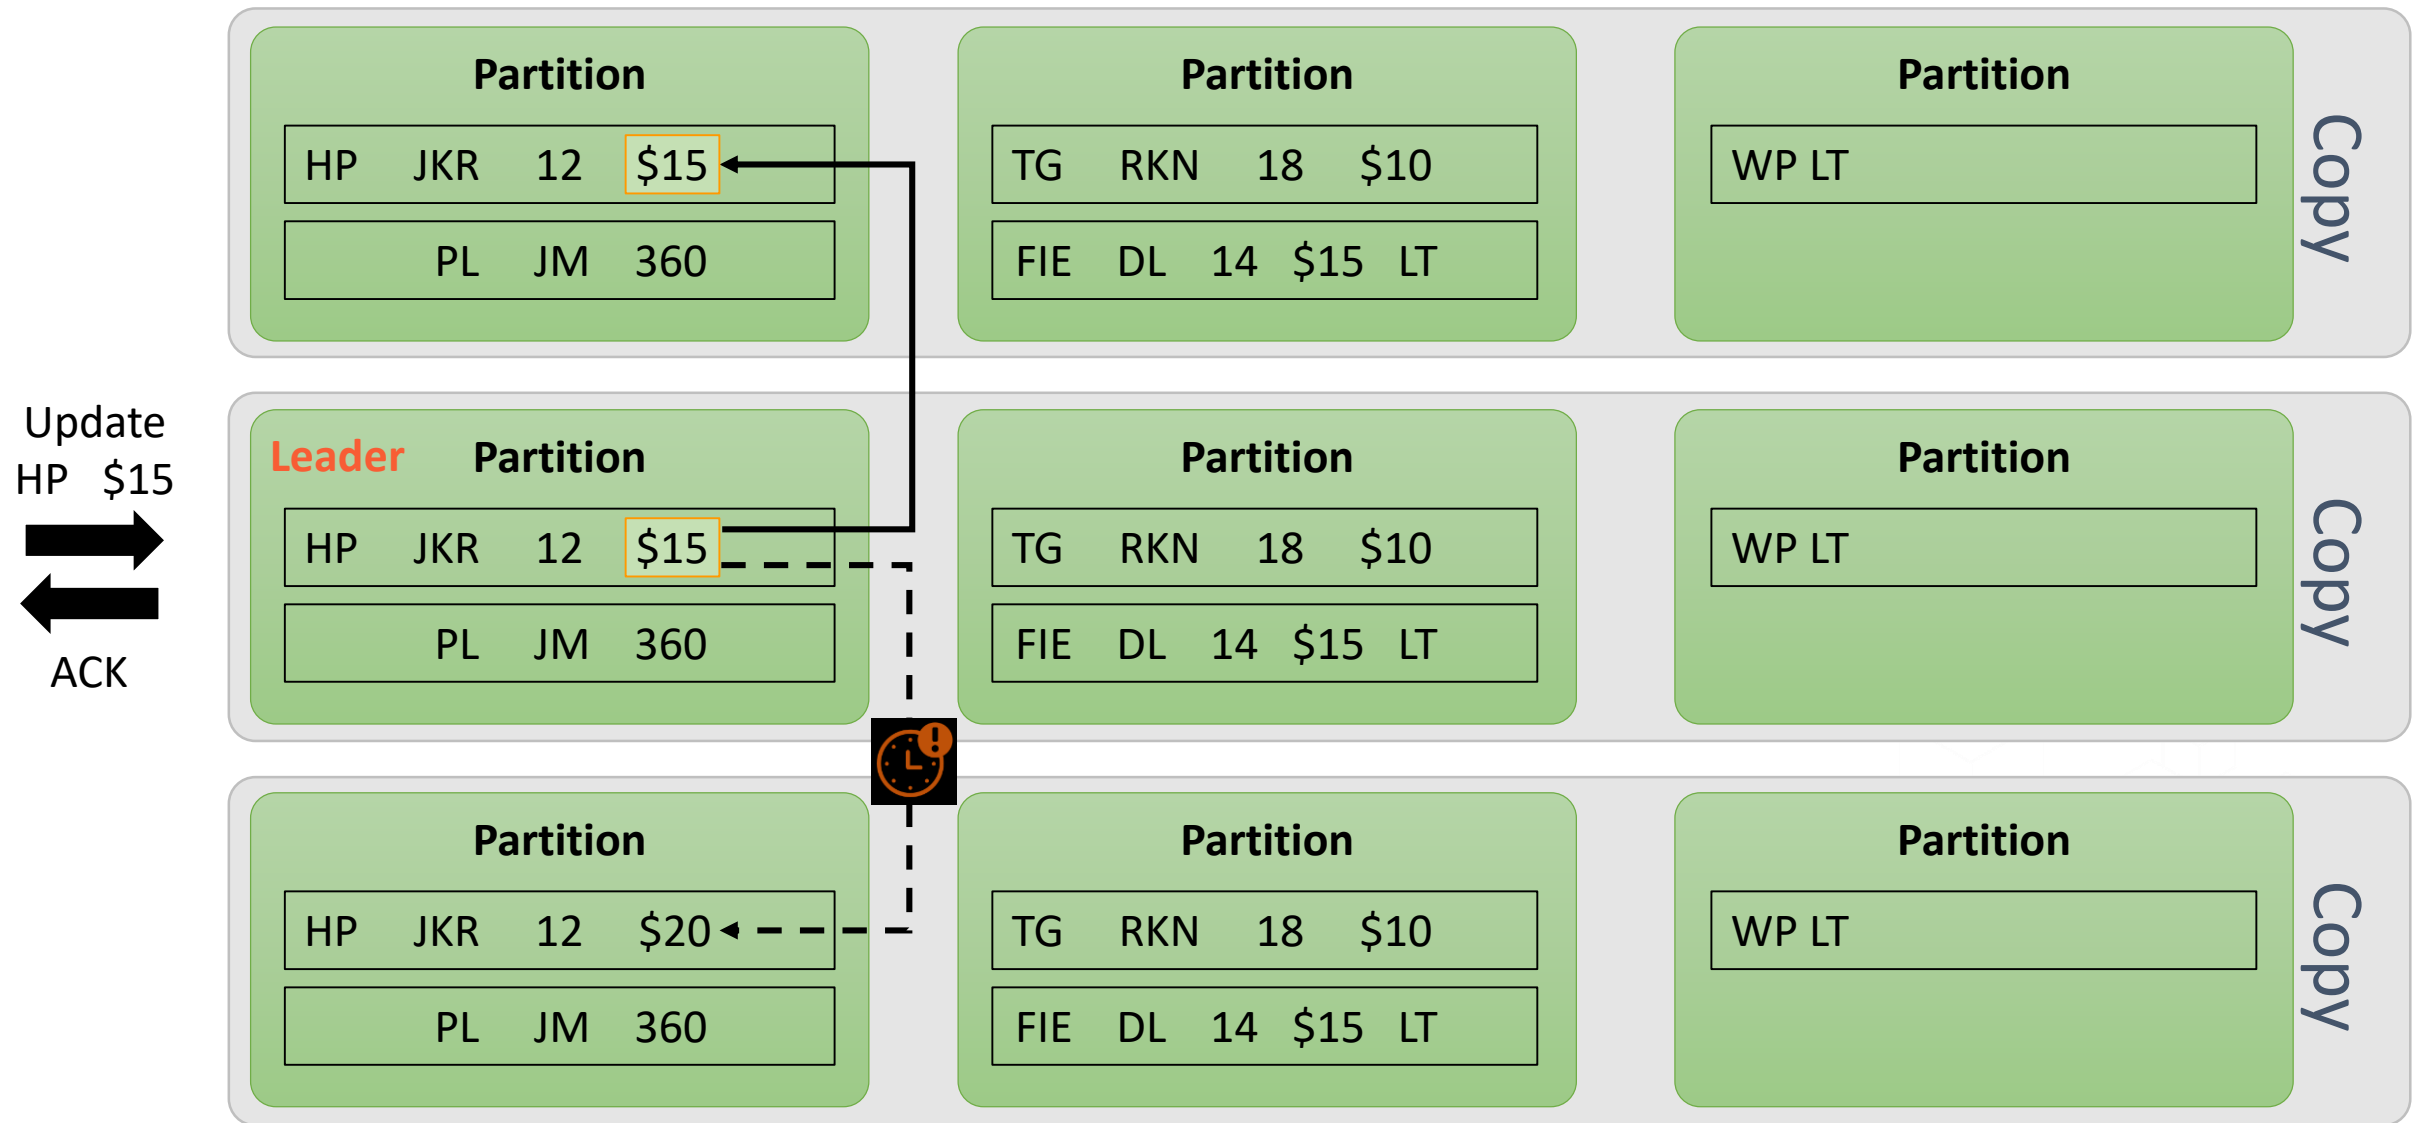 Partition
HP JKR 12 $15
PL JM 360
Partition
TG RKN 18 $10
FIE DL 14 $15 LT
Partition
WP LT
Copy
Update
HP $15
ACK
Leader Partition
HP JKR 12 $15
PL JM 360
Partition
TG RKN 18 $10
FIE DL 14 $15 LT
Partition
WP LT
Copy
Partition
HP JKR 12 $20
PL JM 360
Partition
TG RKN 18 $10
FIE DL 14 $15 LT
Partition
WP LT
Copy